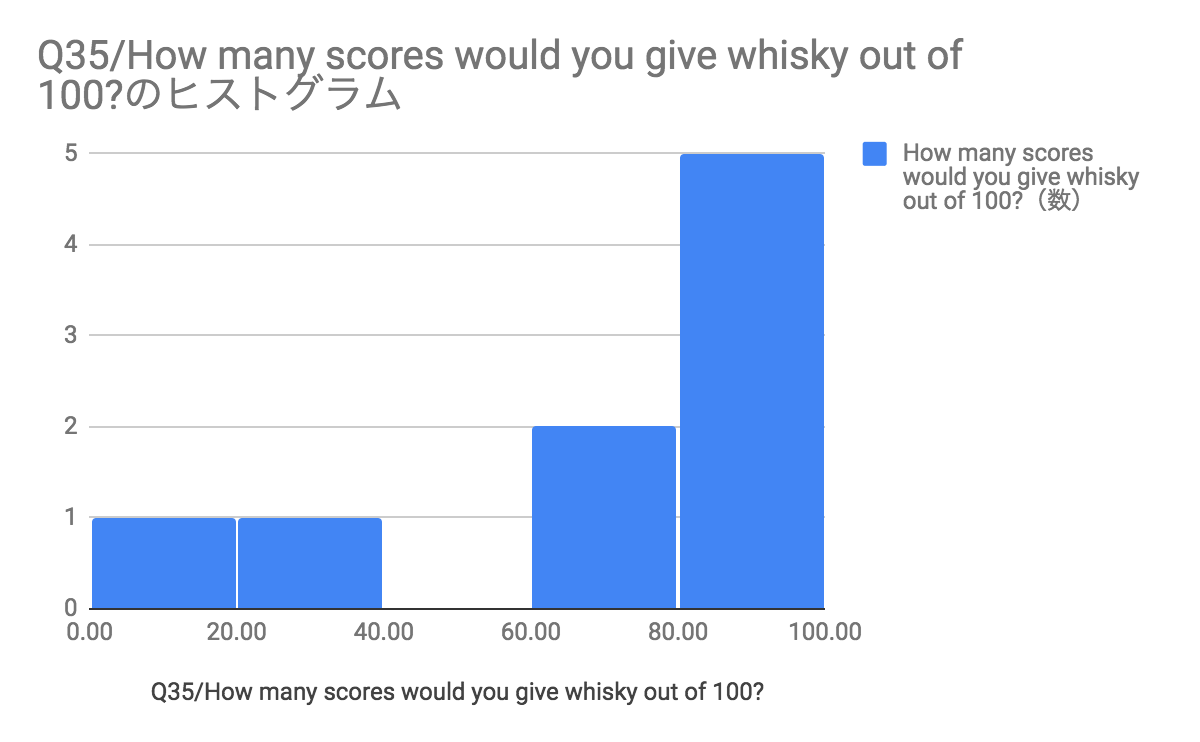 Q35/How many scores would you give whisky out of
100?のヒストグラム
5
How many scores
would you give whisky
out of 100?（数）
4
3
2
1
0
0.00 20.00 40.00 60.00 80.00 100.00
Q35/How many scores would you give whisky out of 100?